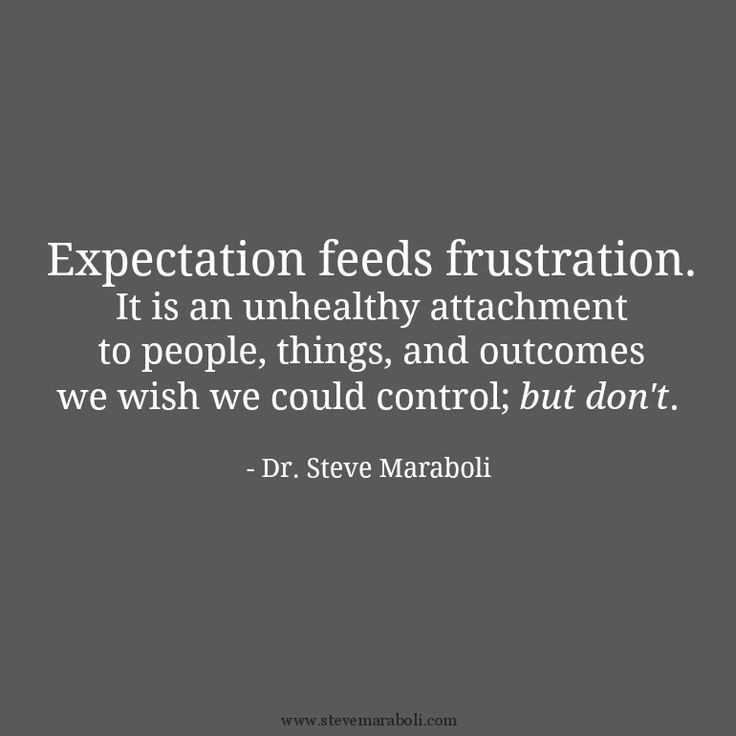 Expectation feeds frustration.
It is an unhealthy attachment
to people, things, and outcomes
we wish we could control; but don't.
- Dr. Steve Maraboli
www.stevemaraboli.com